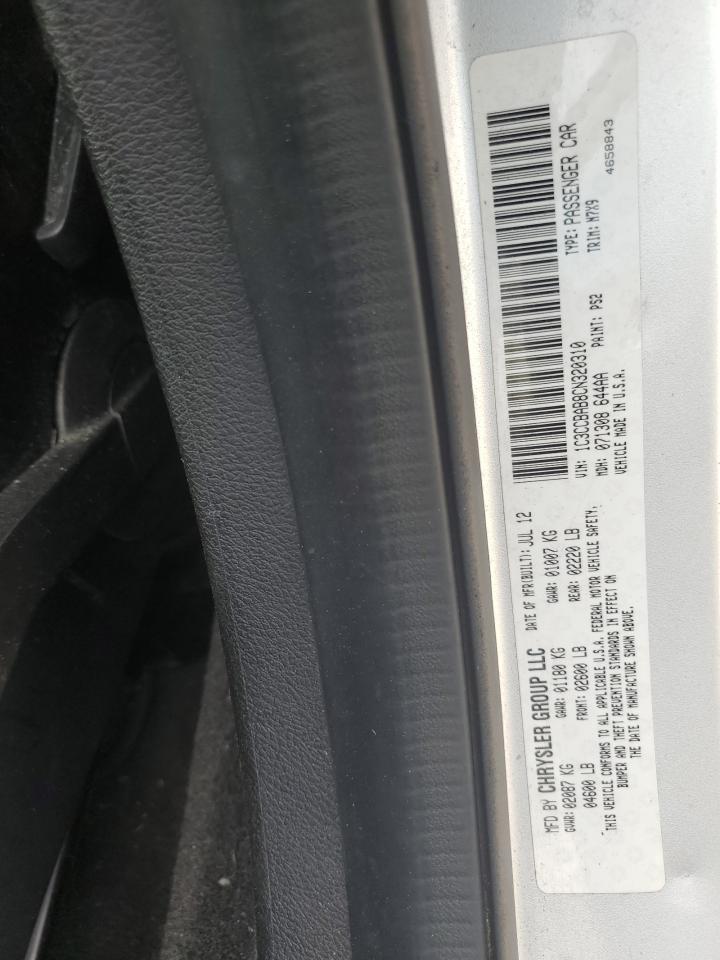 MFD BY CHRYSLER GROUP LLC DATE OF MFR(BUILT): JUL 12
GVWR: 02087 KG GAWR: 01180 KG GAWR: 01007 KG
04600 LB FRONT: 02600 LB REAR: 02220 LB
THIS VEHICLE CONFORMS TO ALL APPLICABLE U.S.A. FEDERAL MOTOR VEHICLE SAFETY,
BUMPER AND THEFT PREVENTION STANDARDS IN EFFECT ON
THE DATE OF MANUFACTURE SHOWN ABOVE.
VIN: 1C3CCBAB8CN320310 TYPE: PASSENGER CAR
MDH: 071308 644AA PAINT: PS2 TRIM: M7X9
VEHICLE MADE IN U.S.A. 4658843